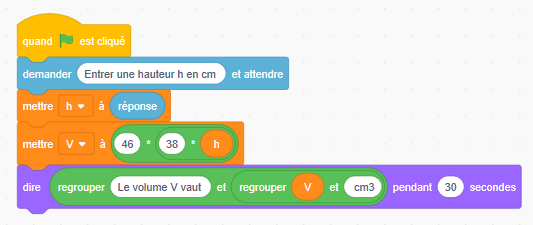 quand est cliqué
demander Entrer une hauteur h en cm et attendre
mettre h à réponse
mettre V à 46 * 38 * h
dire regrouper Le volume V vaut et regrouper V et cm3 pendant 30 secondes